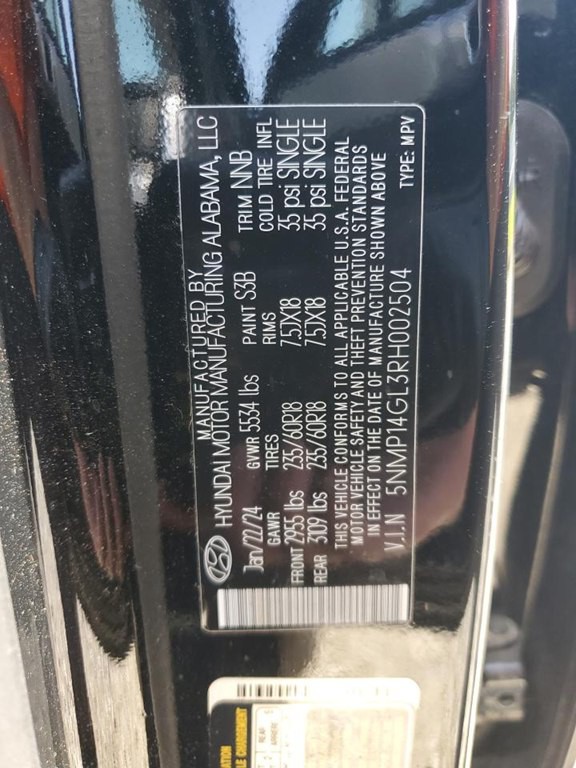 MANUFACTURED BY
HYUNDAI MOTOR MANUFACTURING ALABAMA, LLC
Jan/22/24 GVWR 5534 lbs PAINT S3B TRIM NNB
GAWR TIRES RIMS COLD TIRE INFL
FRONT 2955 lbs 235/60R18 7.5JX18 35 psi: SINGLE
REAR 3109 lbs 235/60R18 7.5JX18 35 psi: SINGLE
THIS VEHICLE CONFORMS TO ALL APPLICABLE U.S.A. FEDERAL
MOTOR VEHICLE SAFETY AND THEFT PREVENTION STANDARDS
IN EFFECT ON THE DATE OF MANUFACTURE SHOWN ABOVE
V.I.N 5NMP14GL3RH002504 TYPE: MPV
REAR
ARRIÈRE